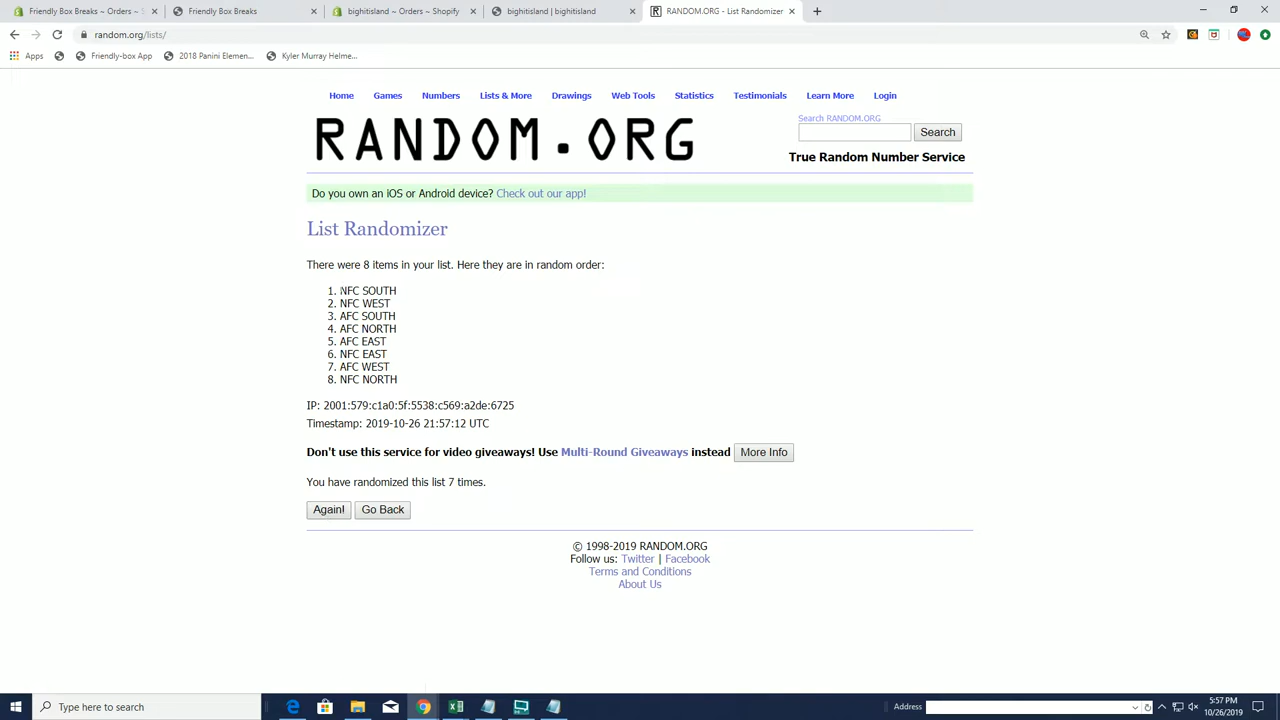 Friendly Box Breaks ~ Orders ~ S
Friendly Box Breaks
bightisland ~ Orders ~ Shopify
bightisland | bightisland
RANDOM.ORG - List Randomizer
random.org/lists/
Apps
Friendly-box App
2018 Panini Elemen...
Kyler Murray Helme...
Home Games Numbers Lists & More Drawings Web Tools Statistics Testimonials Learn More Login
RANDOM.ORG
Search RANDOM.ORG
Search
True Random Number Service
Do you own an iOS or Android device? Check out our app!
List Randomizer
There were 8 items in your list. Here they are in random order:
1. NFC SOUTH
2. NFC WEST
3. AFC SOUTH
4. AFC NORTH
5. AFC EAST
6. NFC EAST
7. AFC WEST
8. NFC NORTH
IP: 2001:579:c1a0:5f:5538:c569:a2de:6725
Timestamp: 2019-10-26 21:57:12 UTC
Don't use this service for video giveaways! Use Multi-Round Giveaways instead More Info
You have randomized this list 7 times.
Again! Go Back
© 1998-2019 RANDOM.ORG
Follow us: Twitter | Facebook
Terms and Conditions
About Us
Type here to search
Address
5:57 PM
10/26/2019